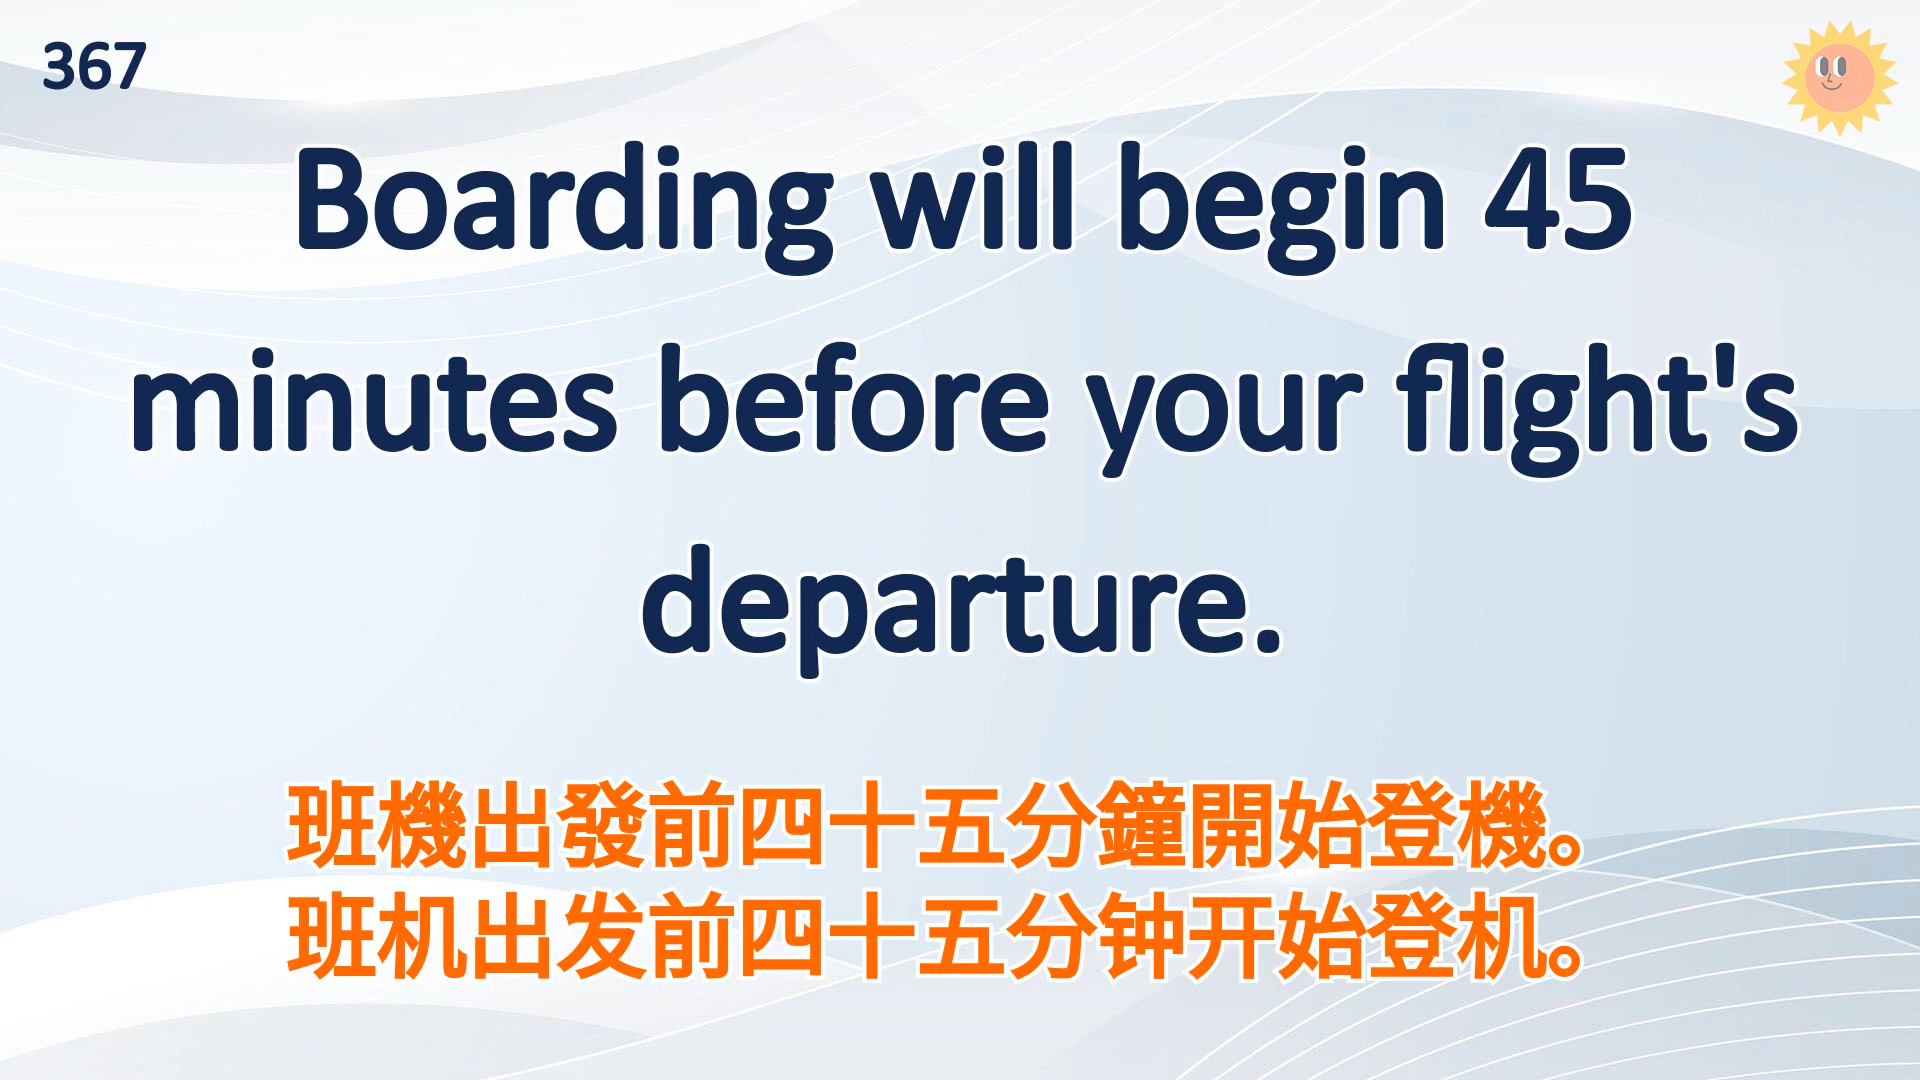 367
Boarding will begin 45
minutes before your flight's
departure.
班機出發前四十五分鐘開始登機。
班机出发前四十五分钟开始登机。